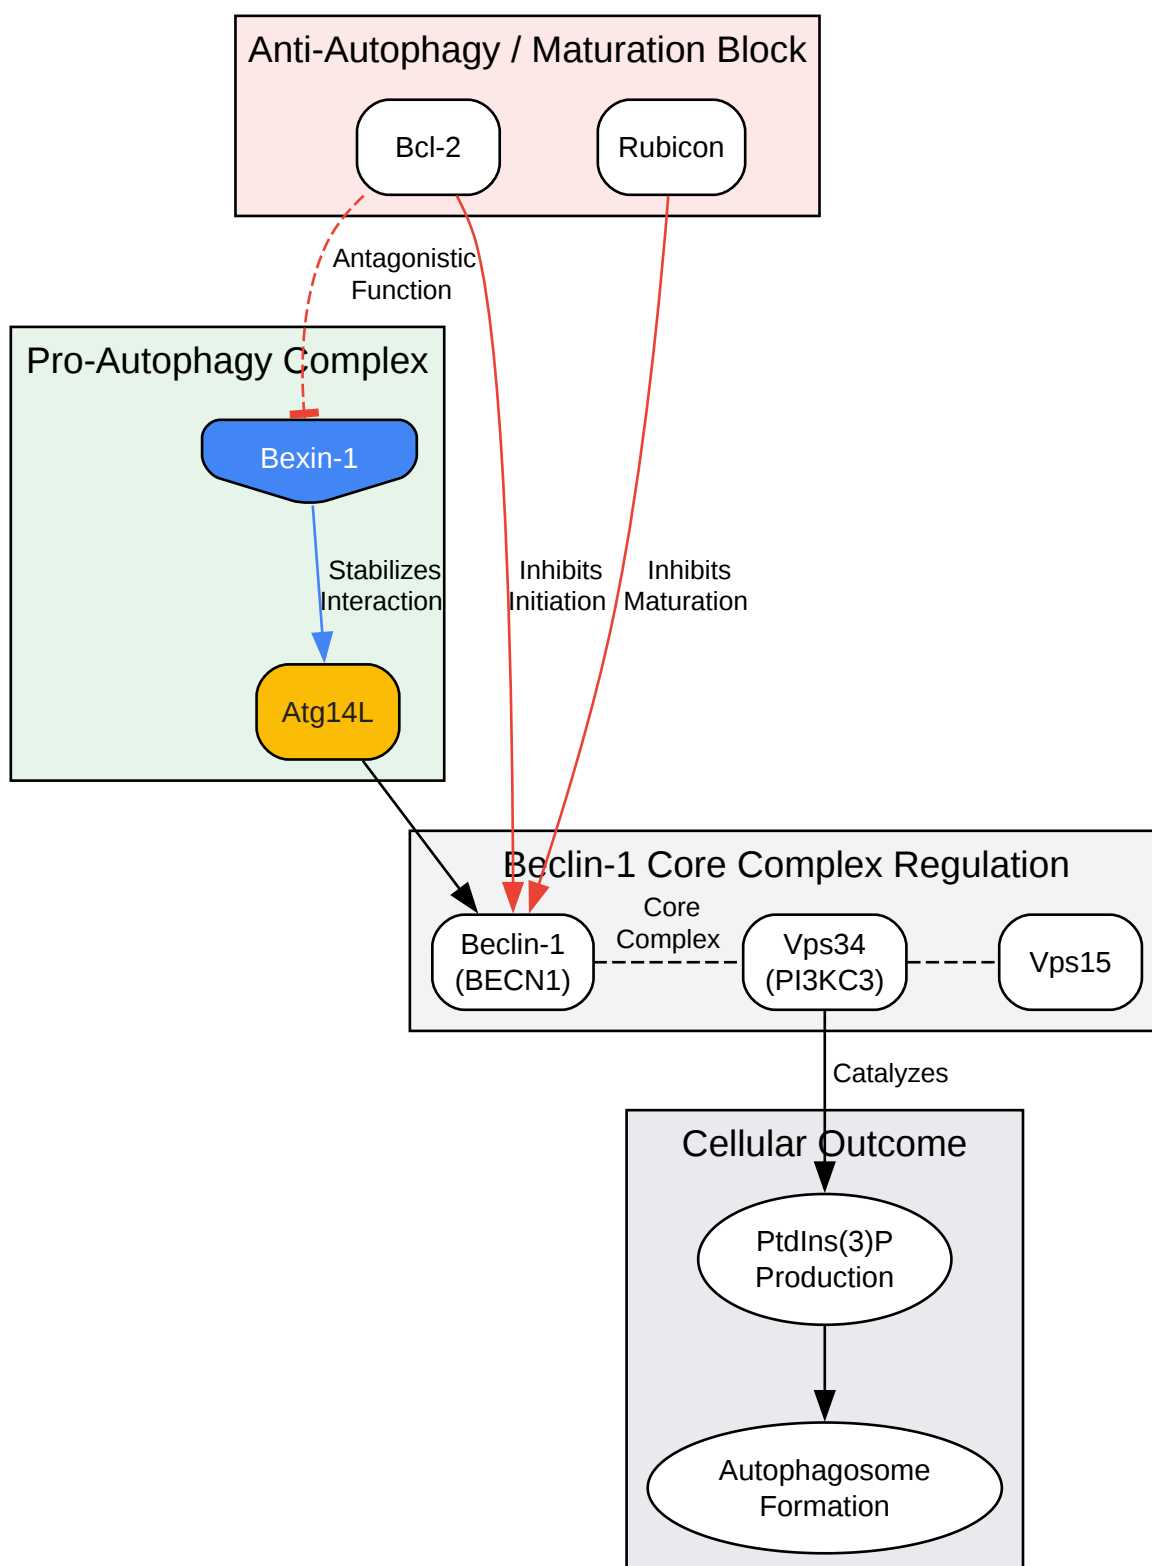 Anti-Autophagy / Maturation Block
Bcl-2
Rubicon
Antagonistic
Function
Pro-Autophagy Complex
Bexin-1
Stabilizes
Interaction
Inhibits
Initiation
Inhibits
Maturation
Atg14L
Beclin-1 Core Complex Regulation
Beclin-1
(BECN1)
Core
Complex
Vps34
(PI3KC3)
Vps15
Catalyzes
Cellular Outcome
PtdIns(3)P
Production
Autophagosome
Formation